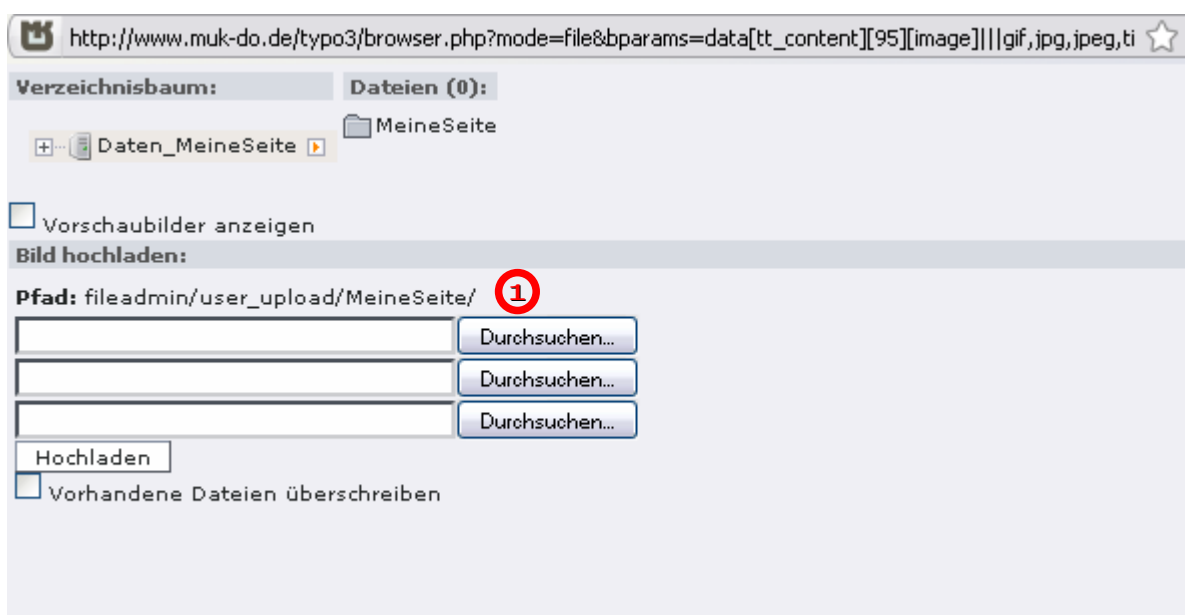 http://www.muk-do.de/typo3/browser.php?mode=file&bparams=data[tt_content][95][image]|||gif,jpg,jpeg,ti
Verzeichnisbaum: Dateien (0):
Daten_MeineSeite MeineSeite
Vorschaubilder anzeigen
Bild hochladen:
Pfad: fileadmin/user_upload/MeineSeite/ 1
Durchsuchen...
Durchsuchen...
Durchsuchen...
Hochladen
Vorhandene Dateien überschreiben